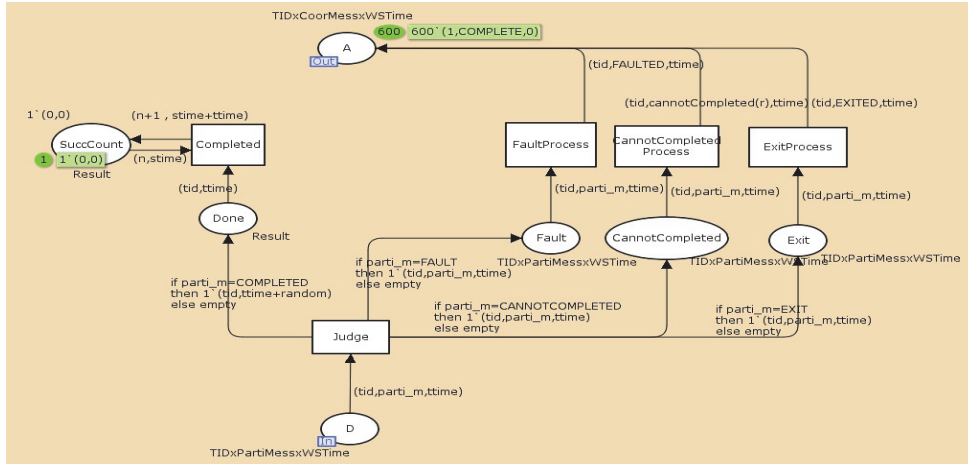 TIDxCoorMessxWSTime
600 600`(1,COMPLETE,0)
A
Out
(tid,FAULTED,ttime)
(tid,cannotCompleted(r),ttime)
(tid,EXITED,ttime)
1`(0,0)
(n+1 , stime+ttime)
SuccCount
Completed
FaultProcess
CannotCompleted
Process
ExitProcess
1 1`(0,0)
(n,stime)
Result
(tid,ttime)
(tid,parti_m,ttime)
(tid,parti_m,ttime)
(tid,parti_m,ttime)
Done
Result
Fault
CannotCompleted
Exit
TIDxPartiMessxWSTime
TIDxPartiMessxWSTime
TIDxPartiMessxWSTime
if parti_m=COMPLETED
then 1`(tid,ttime+random)
else empty
if parti_m=FAULT
then 1`(tid,parti_m,ttime)
else empty
if parti_m=CANNOTCOMPLETED
then 1`(tid,parti_m,ttime)
else empty
if parti_m=EXIT
then 1`(tid,parti_m,ttime)
else empty
Judge
(tid,parti_m,ttime)
D
In
TIDxPartiMessxWSTime